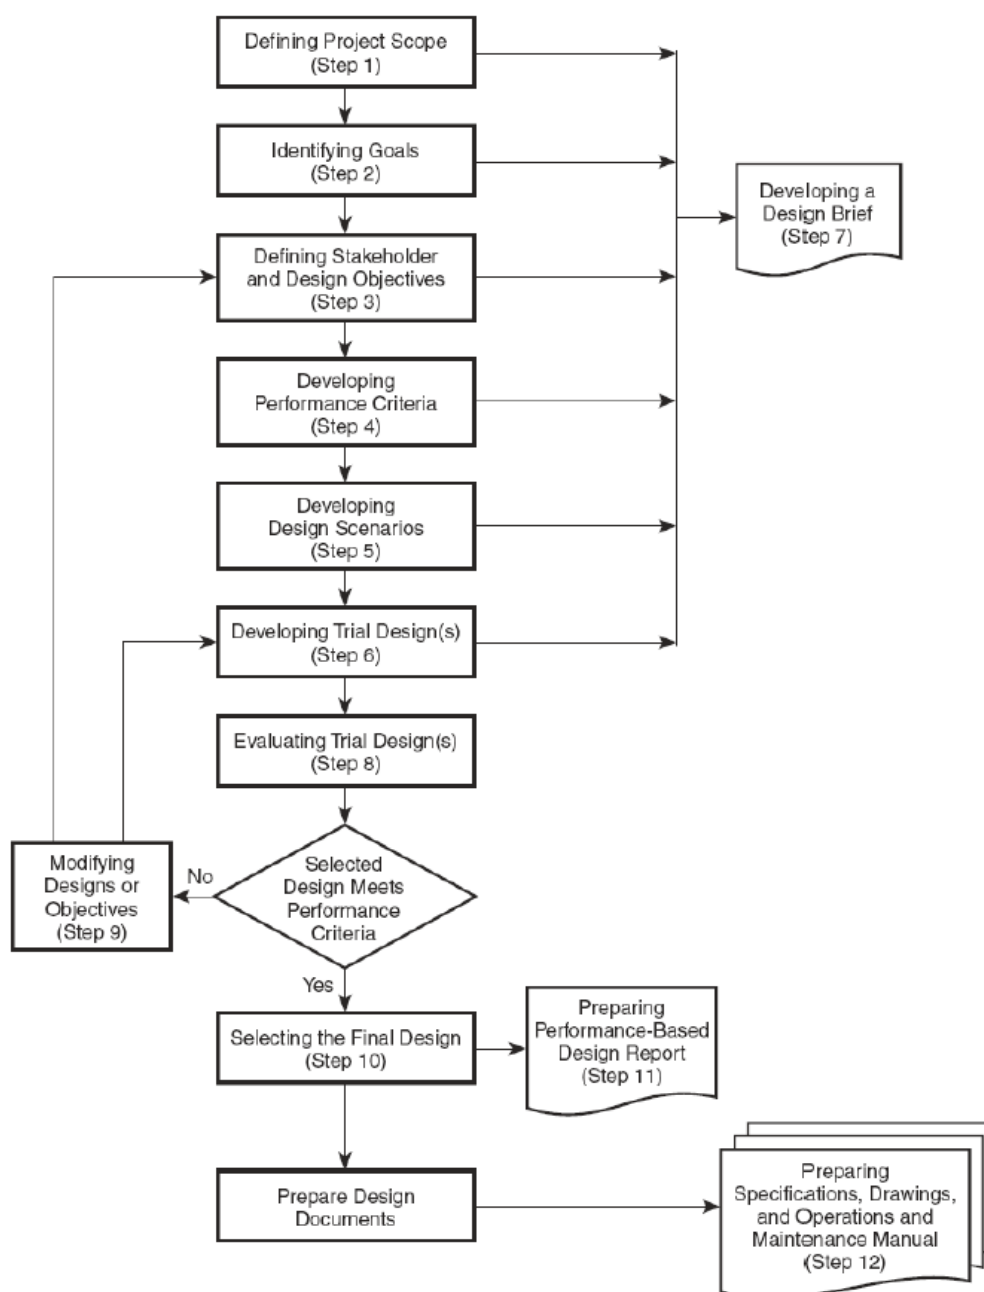 Defining Project Scope
(Step 1)
Identifying Goals
(Step 2)
Developing a
Design Brief
(Step 7)
Defining Stakeholder
and Design Objectives
(Step 3)
Developing
Performance Criteria
(Step 4)
Developing
Design Scenarios
(Step 5)
Developing Trial Design(s)
(Step 6)
Evaluating Trial Design(s)
(Step 8)
Modifying
Designs or
Objectives
(Step 9)
No
Selected
Design Meets
Performance
Criteria
Yes
Selecting the Final Design
(Step 10)
Preparing
Performance-Based
Design Report
(Step 11)
Prepare Design
Documents
Preparing
Specifications, Drawings,
and Operations and
Maintenance Manual
(Step 12)